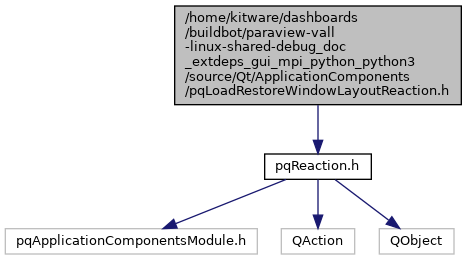 /home/kitware/dashboards
/buildbot/paraview-vall
-linux-shared-debug_doc
_extdeps_gui_mpi_python_python3
/source/Qt/ApplicationComponents
/pqLoadRestoreWindowLayoutReaction.h
pqReaction.h
pqApplicationComponentsModule.h
QAction
QObject